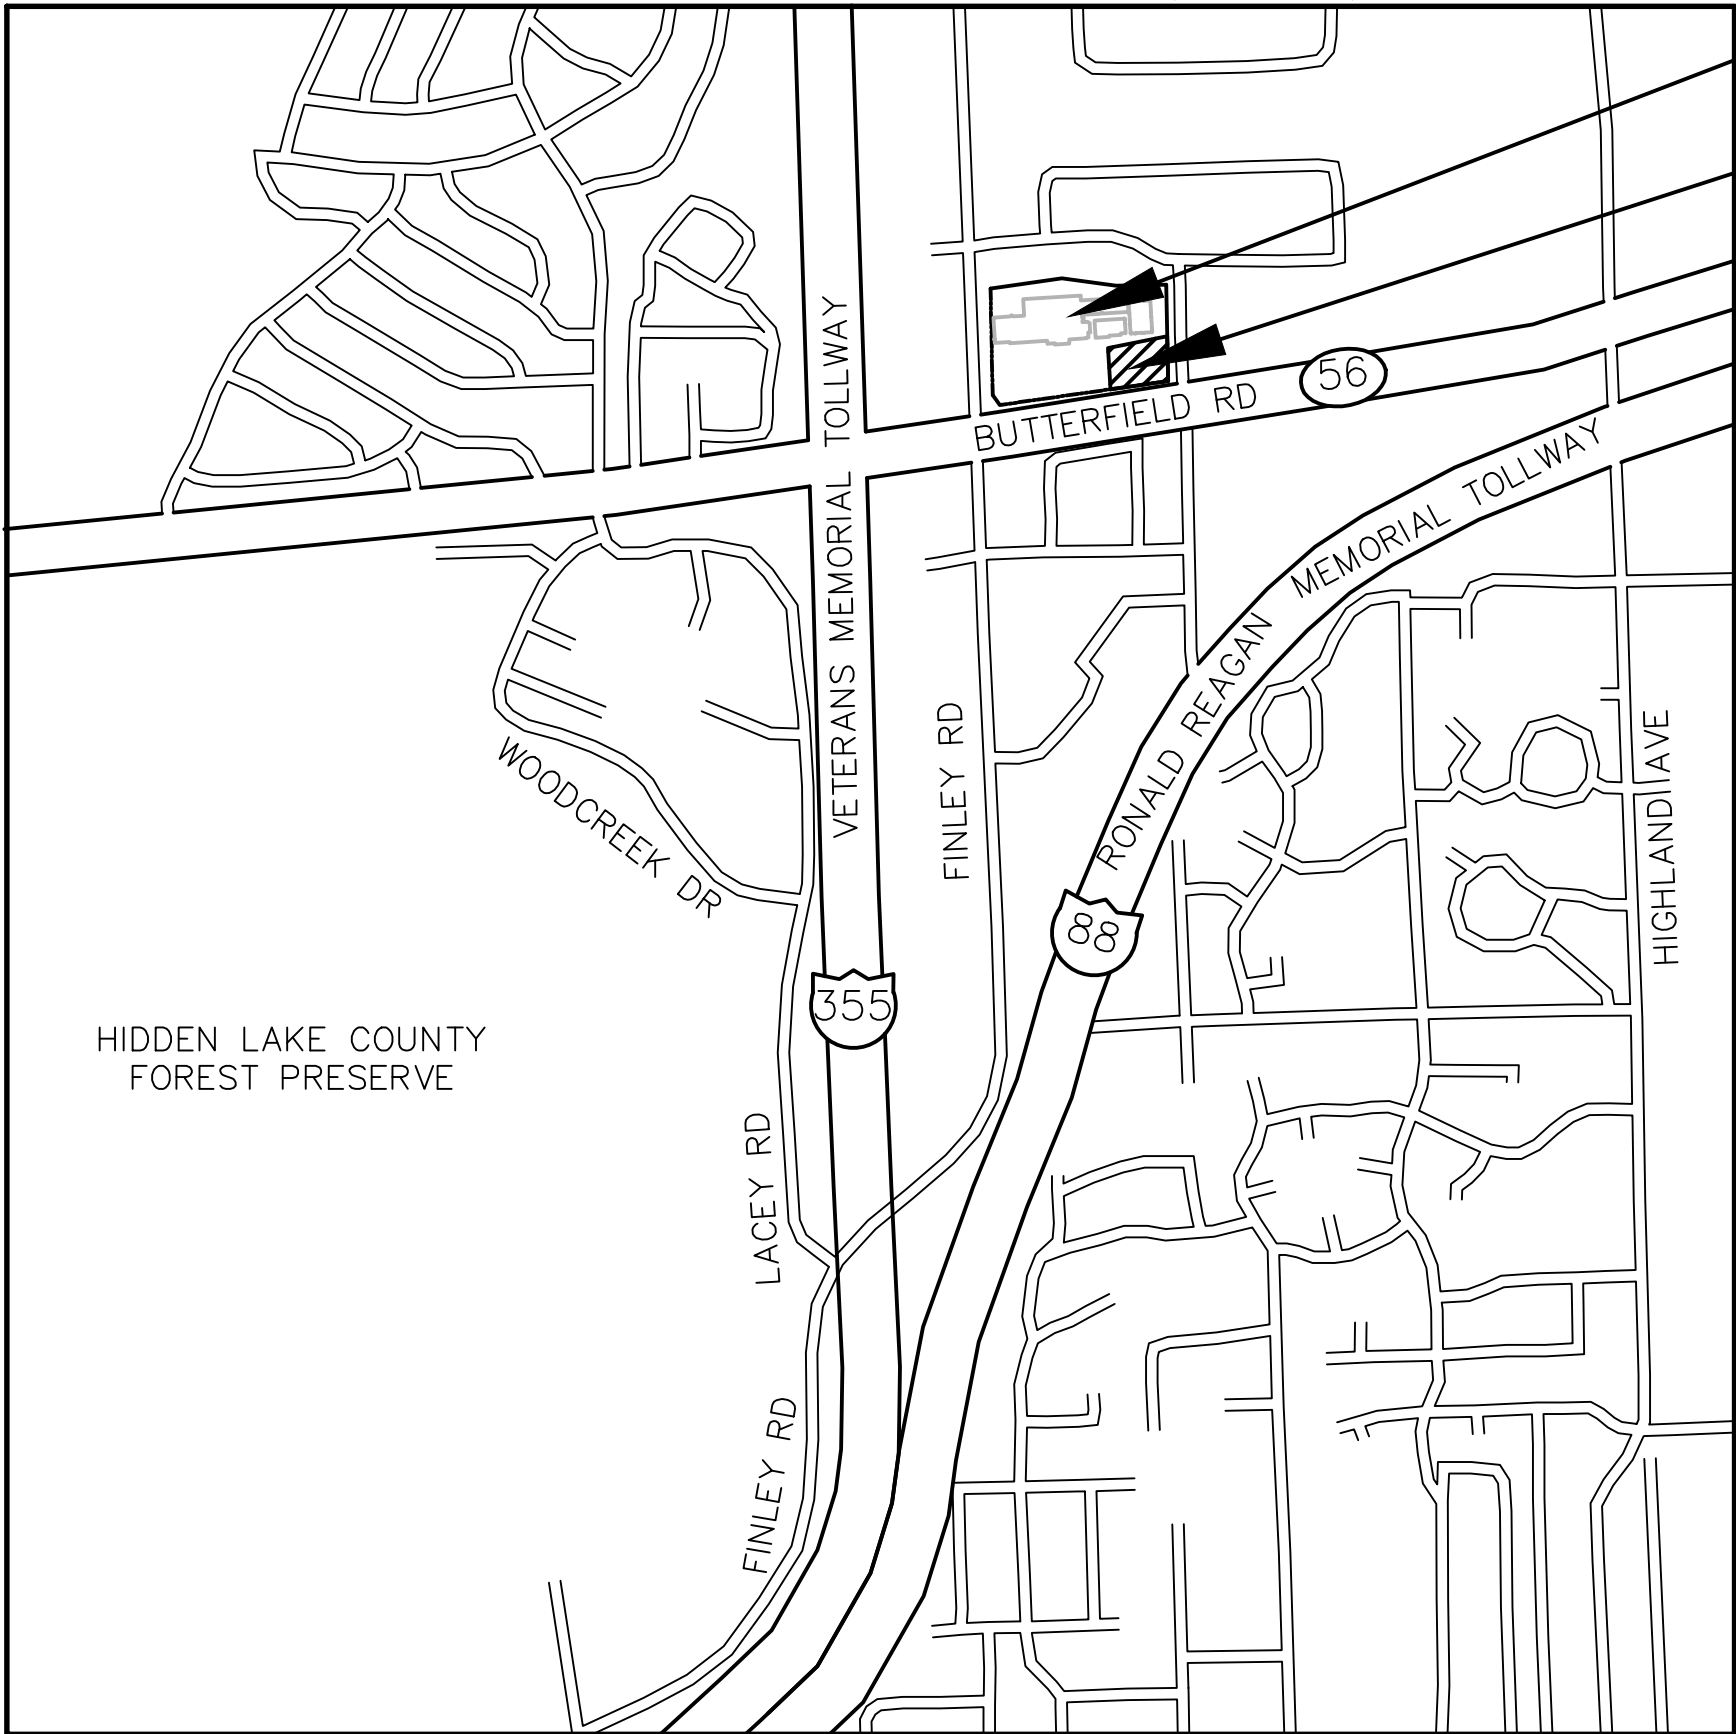 VETERANS MEMORIAL TOLLWAY
BUTTERFIELD RD
56
RONALD REAGAN MEMORIAL TOLLWAY
WOODCREEK DR
FINLEY RD
HIGHLAND AVE
88
355
HIDDEN LAKE COUNTY
FOREST PRESERVE
LACEY RD
FINLEY RD